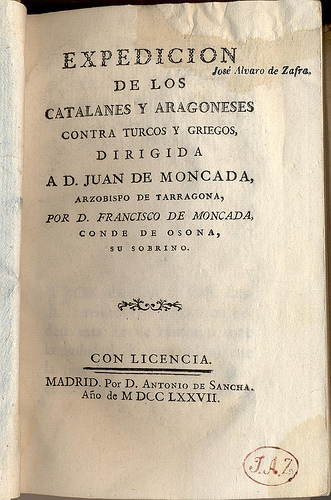 EXPEDICION
José Alvaro de Zafra.
DE LOS
CATALANES Y ARAGONESES
CONTRA TURCOS Y GRIEGOS,
DIRIGIDA
A D. JUAN DE MONCADA,
ARZOBISPO DE TARRAGONA,
POR D. FRANCISCO DE MONCADA,
CONDE DE OSONA,
SU SOBRINO.
CON LICENCIA.
MADRID. Por D. ANTONIO DE SANCHA.
Año de M DCC LXXVII.
J.A.Z